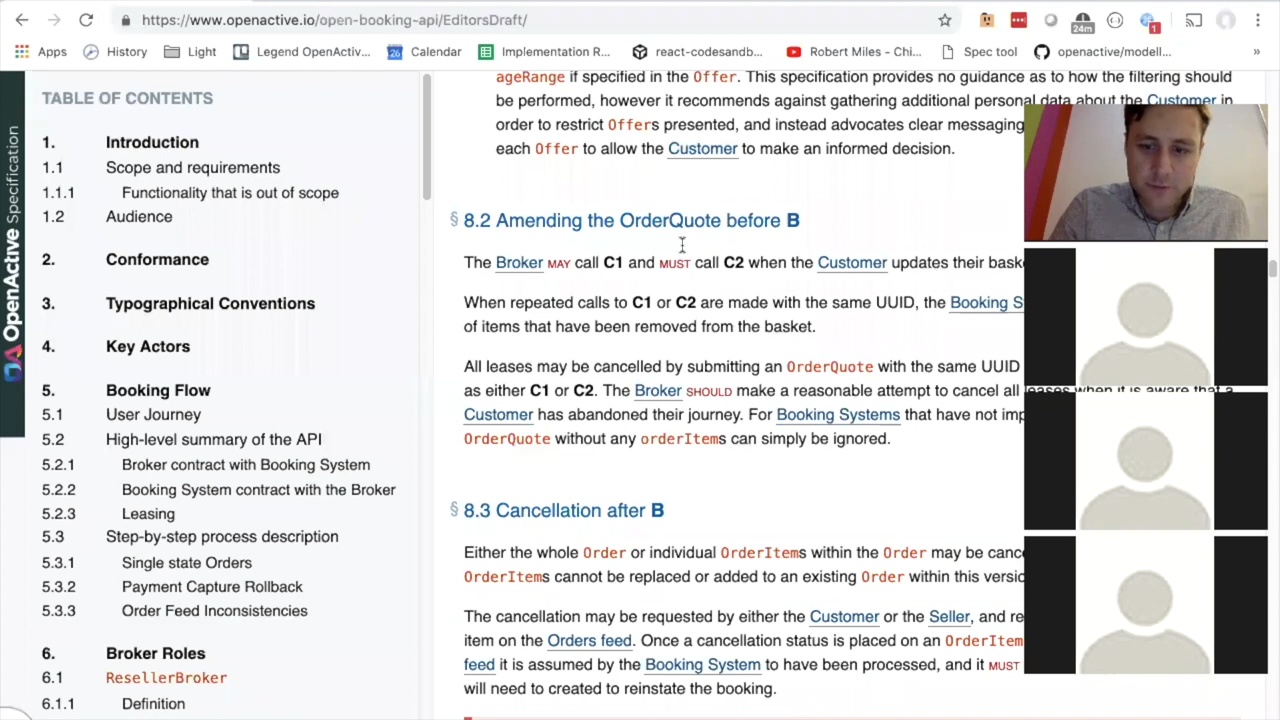 https://www.openactive.io/open-booking-api/EditorsDraft/
24m
1
Apps History Light Legend OpenActiv... 26 Calendar Implementation R... react-codesandb... Robert Miles - Chi... Spec tool openactive/modell... »
OpenActive Specification
TABLE OF CONTENTS
1. Introduction
1.1 Scope and requirements
1.1.1 Functionality that is out of scope
1.2 Audience
2. Conformance
3. Typographical Conventions
4. Key Actors
5. Booking Flow
5.1 User Journey
5.2 High-level summary of the API
5.2.1 Broker contract with Booking System
5.2.2 Booking System contract with the Broker
5.2.3 Leasing
5.3 Step-by-step process description
5.3.1 Single state Orders
5.3.2 Payment Capture Rollback
5.3.3 Order Feed Inconsistencies
6. Broker Roles
6.1 ResellerBroker
6.1.1 Definition
ageRange if specified in the Offer. This specification provides no guidance as to how the filtering should
be performed, however it recommends against gathering additional personal data about the Customer in
order to restrict Offers presented, and instead advocates clear messaging
each Offer to allow the Customer to make an informed decision.
§ 8.2 Amending the OrderQuote before B
The Broker MAY call C1 and MUST call C2 when the Customer updates their bask
When repeated calls to C1 or C2 are made with the same UUID, the Booking S
of items that have been removed from the basket.
All leases may be cancelled by submitting an OrderQuote with the same UUID
as either C1 or C2. The Broker SHOULD make a reasonable attempt to cancel all leases when it is aware that a
Customer has abandoned their journey. For Booking Systems that have not imp
OrderQuote without any orderItems can simply be ignored.
§ 8.3 Cancellation after B
Either the whole Order or individual OrderItems within the Order may be canc
OrderItems cannot be replaced or added to an existing Order within this versio
The cancellation may be requested by either the Customer or the Seller, and re
item on the Orders feed. Once a cancellation status is placed on an OrderItem
feed it is assumed by the Booking System to have been processed, and it MUST
will need to created to reinstate the booking.